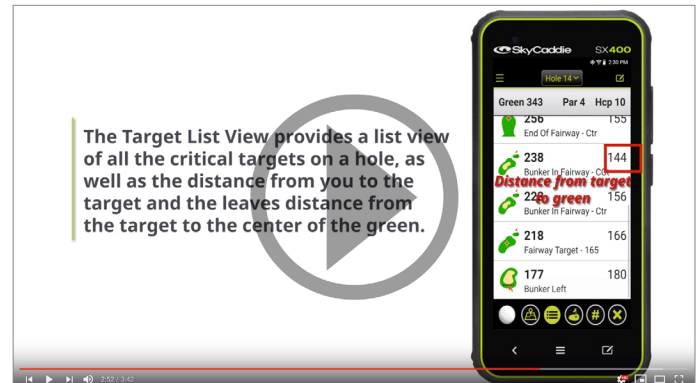 SkyCaddie SX400
2:30 PM
Hole 14
Green 343 Par 4 Hcp 10
256 155
End Of Fairway - Ctr
The Target List View provides a list view
of all the critical targets on a hole, as
well as the distance from you to the
target and the leaves distance from
the target to the center of the green.
238 144
Bunker In Fairway - Ctr
Distance from target
to green
156
Bunker In Fairway - Ctr
218 166
Fairway Target - 165
177 180
Bunker Left
#
2:52 / 3:42